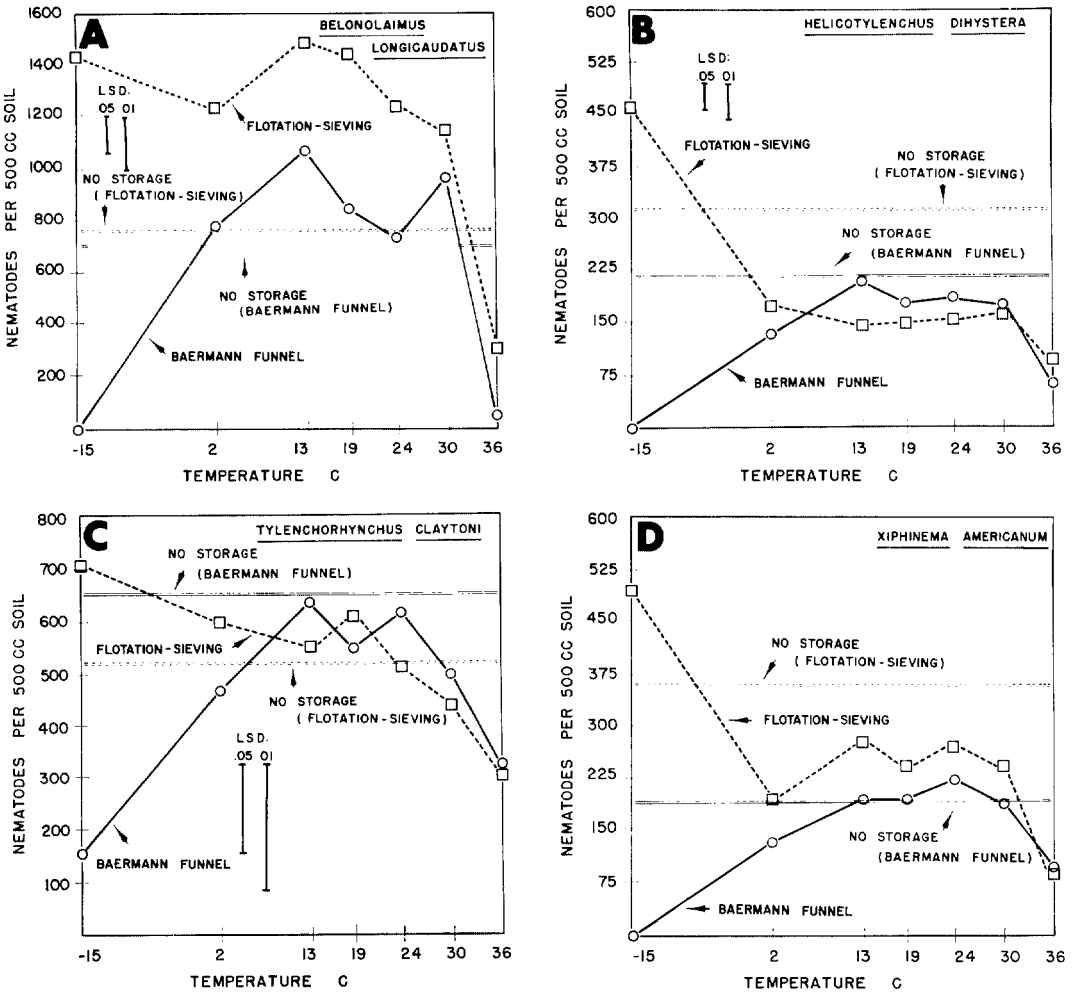 A
BELONOLAIMUS
LONGICAUDATUS
1600
1400
1200
1000
800
600
400
200
NEMATODES PER 500 CC SOIL
L.S.D.
.05 .01
FLOTATION-SIEVING
NO STORAGE
(FLOTATION-SIEVING)
NO STORAGE
(BAERMANN FUNNEL)
BAERMANN FUNNEL
-15 2 13 19 24 30 36
TEMPERATURE C
B
HELICOTYLENCHUS DIHYSTERA
600
525
450
375
300
225
150
75
NEMATODES PER 500 CC SOIL
L.S.D.
.05 .01
FLOTATION-SIEVING
NO STORAGE
(FLOTATION-SIEVING)
NO STORAGE
(BAERMANN FUNNEL)
BAERMANN FUNNEL
-15 2 13 19 24 30 36
TEMPERATURE C
C
TYLENCHORHYNCHUS CLAYTONI
800
700
600
500
400
300
200
100
NEMATODES PER 500 CC SOIL
NO STORAGE
(BAERMANN FUNNEL)
FLOTATION-SIEVING
NO STORAGE
(FLOTATION-SIEVING)
L.S.D.
.05 .01
BAERMANN FUNNEL
-15 2 13 19 24 30 36
TEMPERATURE C
D
XIPHINEMA AMERICANUM
600
525
450
375
300
225
150
75
NEMATODES PER 500 CC SOIL
NO STORAGE
(FLOTATION-SIEVING)
FLOTATION-SIEVING
NO STORAGE
(BAERMANN FUNNEL)
BAERMANN FUNNEL
-15 2 13 19 24 30 36
TEMPERATURE C